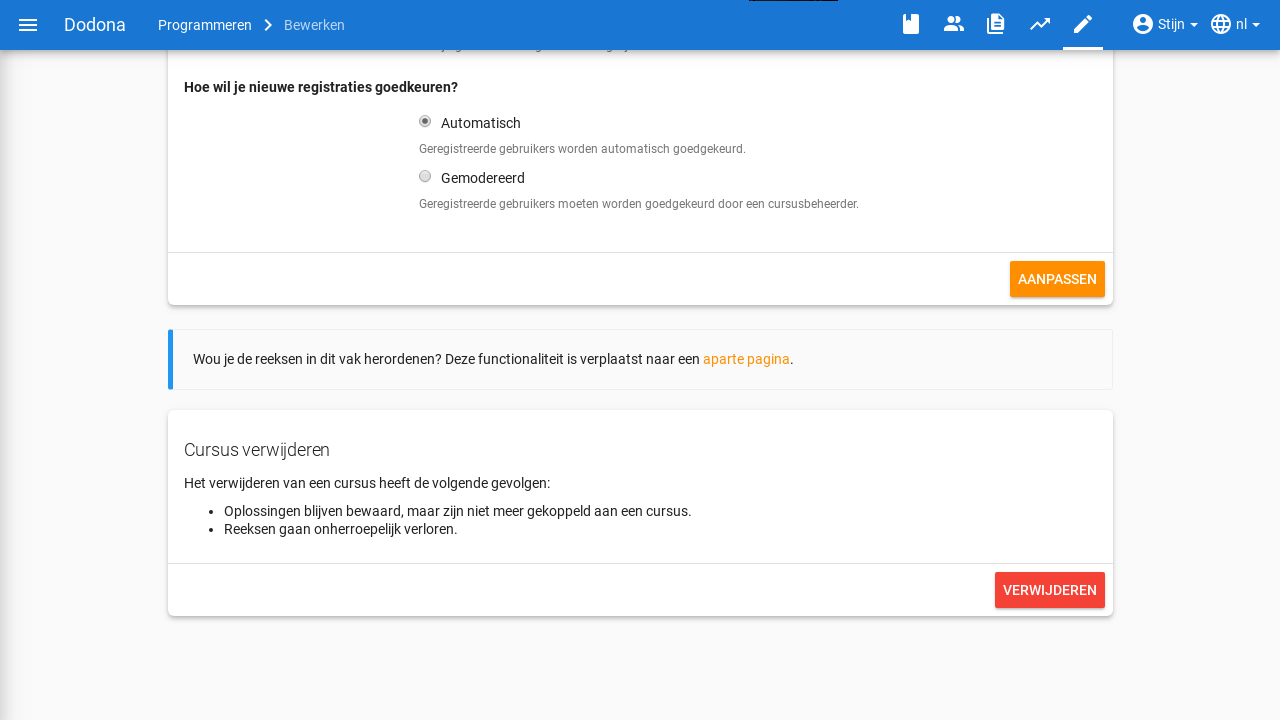 Dodona Programmeren Bewerken Stijn nl
Hoe wil je nieuwe registraties goedkeuren?
Automatisch
Geregistreerde gebruikers worden automatisch goedgekeurd.
Gemodereerd
Geregistreerde gebruikers moeten worden goedgekeurd door een cursusbeheerder.
AANPASSEN
Wou je de reeksen in dit vak herordenen? Deze functionaliteit is verplaatst naar een aparte pagina.
Cursus verwijderen
Het verwijderen van een cursus heeft de volgende gevolgen:
• Oplossingen blijven bewaard, maar zijn niet meer gekoppeld aan een cursus.
• Reeksen gaan onherroepelijk verloren.
VERWIJDEREN